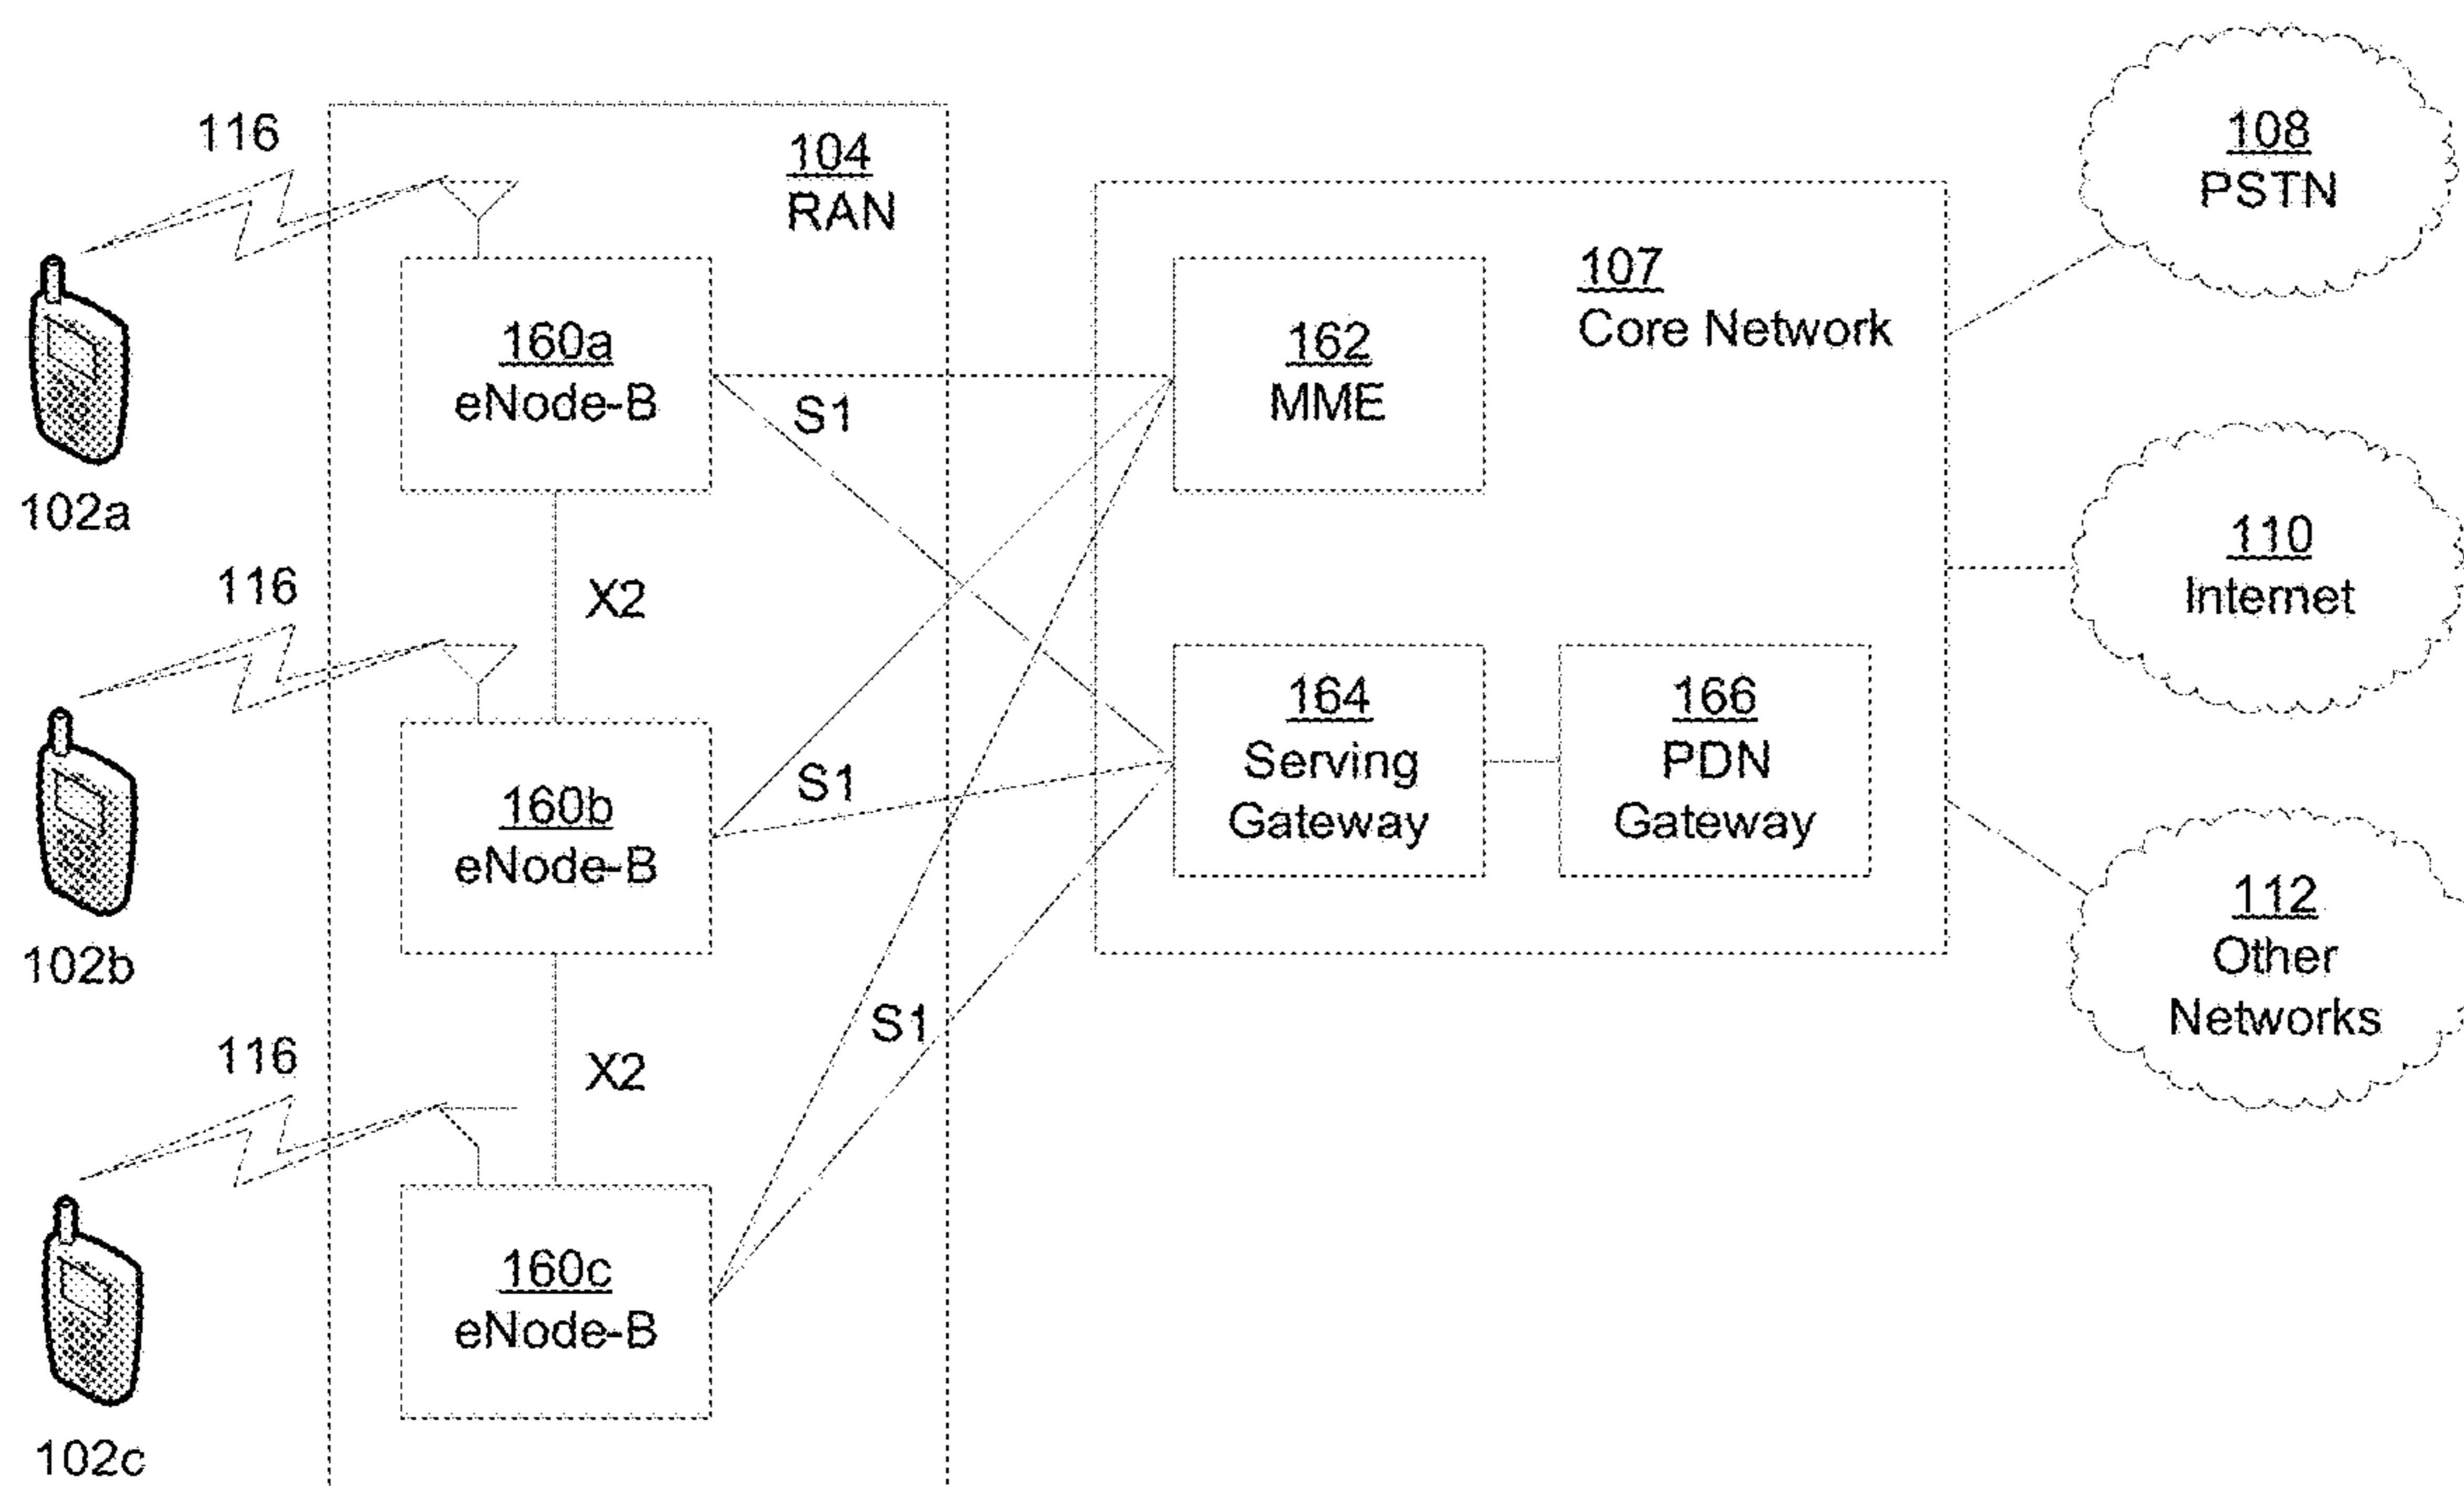 116
104
RAN
108
PSTN
107
Core Network
160a
eNode-B
162
MME
S1
102a
110
Internet
116
X2
164
Serving
Gateway
166
PDN
Gateway
S1
160b
eNode-B
102b
112
Other
Networks
S1
116
X2
160c
eNode-B
102c